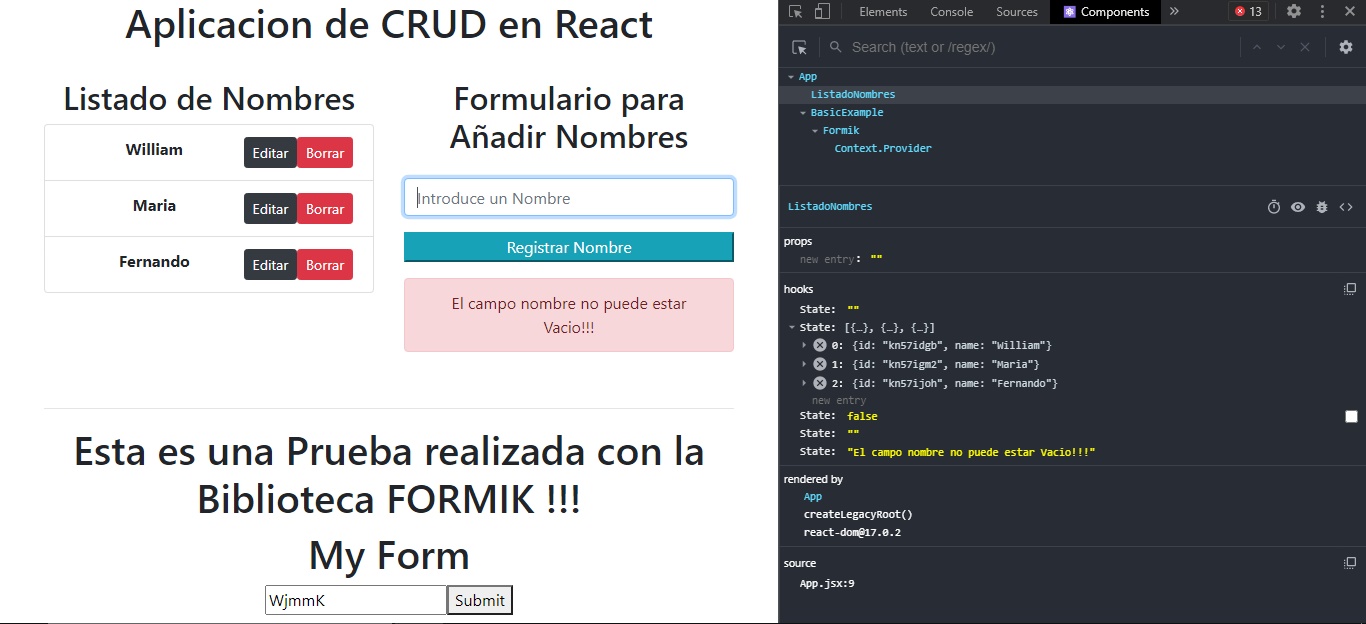 Aplicacion de CRUD en React
Listado de Nombres
William Editar Borrar
Maria Editar Borrar
Fernando Editar Borrar
Formulario para
Añadir Nombres
Introduce un Nombre
Registrar Nombre
El campo nombre no puede estar
Vacio!!!
Esta es una Prueba realizada con la
Biblioteca FORMIK !!!
My Form
WjmmK Submit
Elements Console Sources Components » 13
Search (text or /regex/)
App
ListadoNombres
BasicExample
Formik
Context.Provider
ListadoNombres
props
new entry: ""
hooks
State: ""
State: [{…}, {…}, {…}]
0: {id: "kn57idgb", name: "William"}
1: {id: "kn57igm2", name: "Maria"}
2: {id: "kn57ijoh", name: "Fernando"}
new entry
State: false
State: ""
State: "El campo nombre no puede estar Vacio!!!"
rendered by
App
createLegacyRoot()
react-dom@17.0.2
source
App.jsx:9